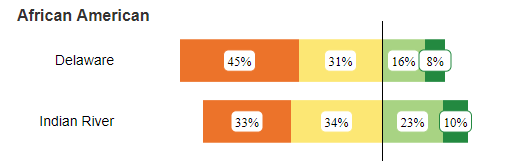 African American
Delaware 45% 31% 16% 8%
Indian River 33% 34% 23% 10%